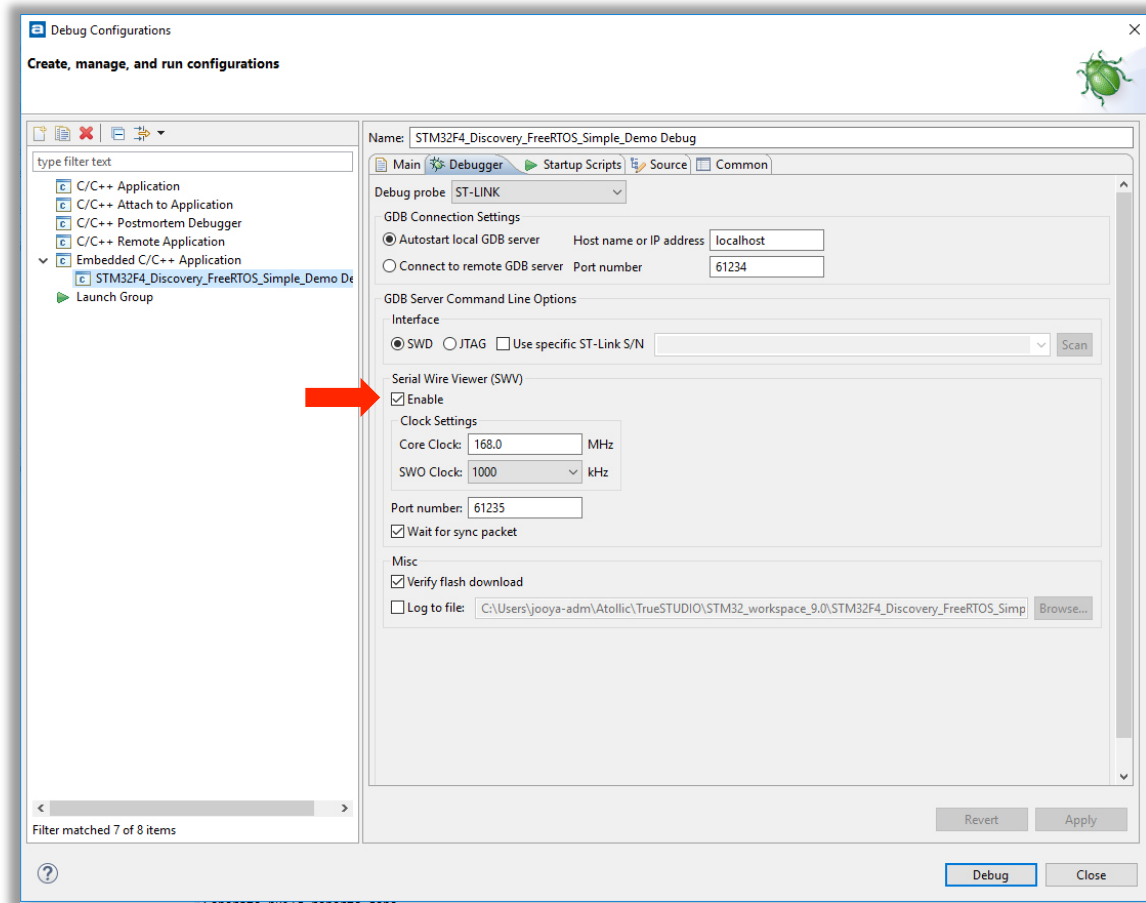 Debug Configurations
Create, manage, and run configurations
type filter text
C/C++ Application
C/C++ Attach to Application
C/C++ Postmortem Debugger
C/C++ Remote Application
Embedded C/C++ Application
STM32F4_Discovery_FreeRTOS_Simple_Demo De
Launch Group
Filter matched 7 of 8 items
Name: STM32F4_Discovery_FreeRTOS_Simple_Demo Debug
Main Debugger Startup Scripts Source Common
Debug probe ST-LINK
GDB Connection Settings
Autostart local GDB server Host name or IP address localhost
Connect to remote GDB server Port number 61234
GDB Server Command Line Options
Interface
SWD JTAG Use specific ST-Link S/N Scan
Serial Wire Viewer (SWV)
Enable
Clock Settings
Core Clock: 168.0 MHz
SWO Clock: 1000 kHz
Port number: 61235
Wait for sync packet
Misc
Verify flash download
Log to file: C:\Users\jooya-adm\Atollic\TrueSTUDIO\STM32_workspace_9.0\STM32F4_Discovery_FreeRTOS_Simp Browse...
Revert Apply
Debug Close